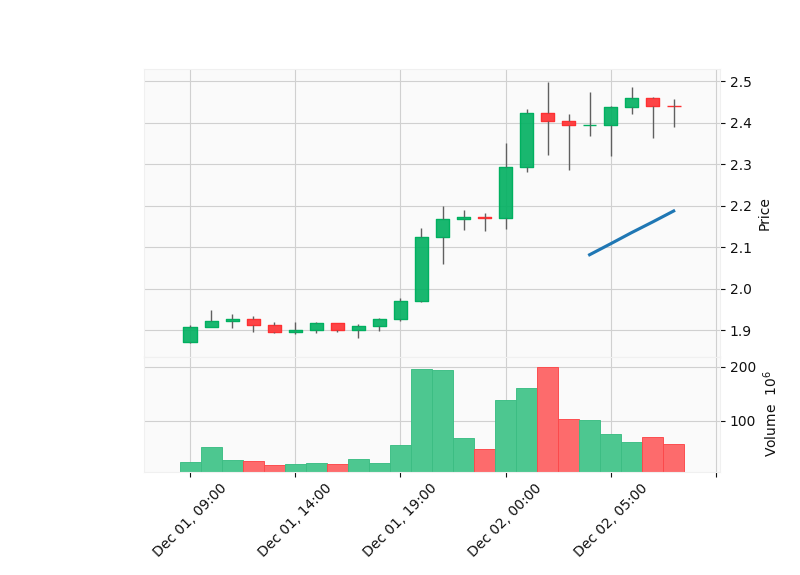 2.5
2.4
2.3
2.2
2.1
2.0
1.9
Price
200
100
Volume 10^6
Dec 01, 09:00
Dec 01, 14:00
Dec 01, 19:00
Dec 02, 00:00
Dec 02, 05:00